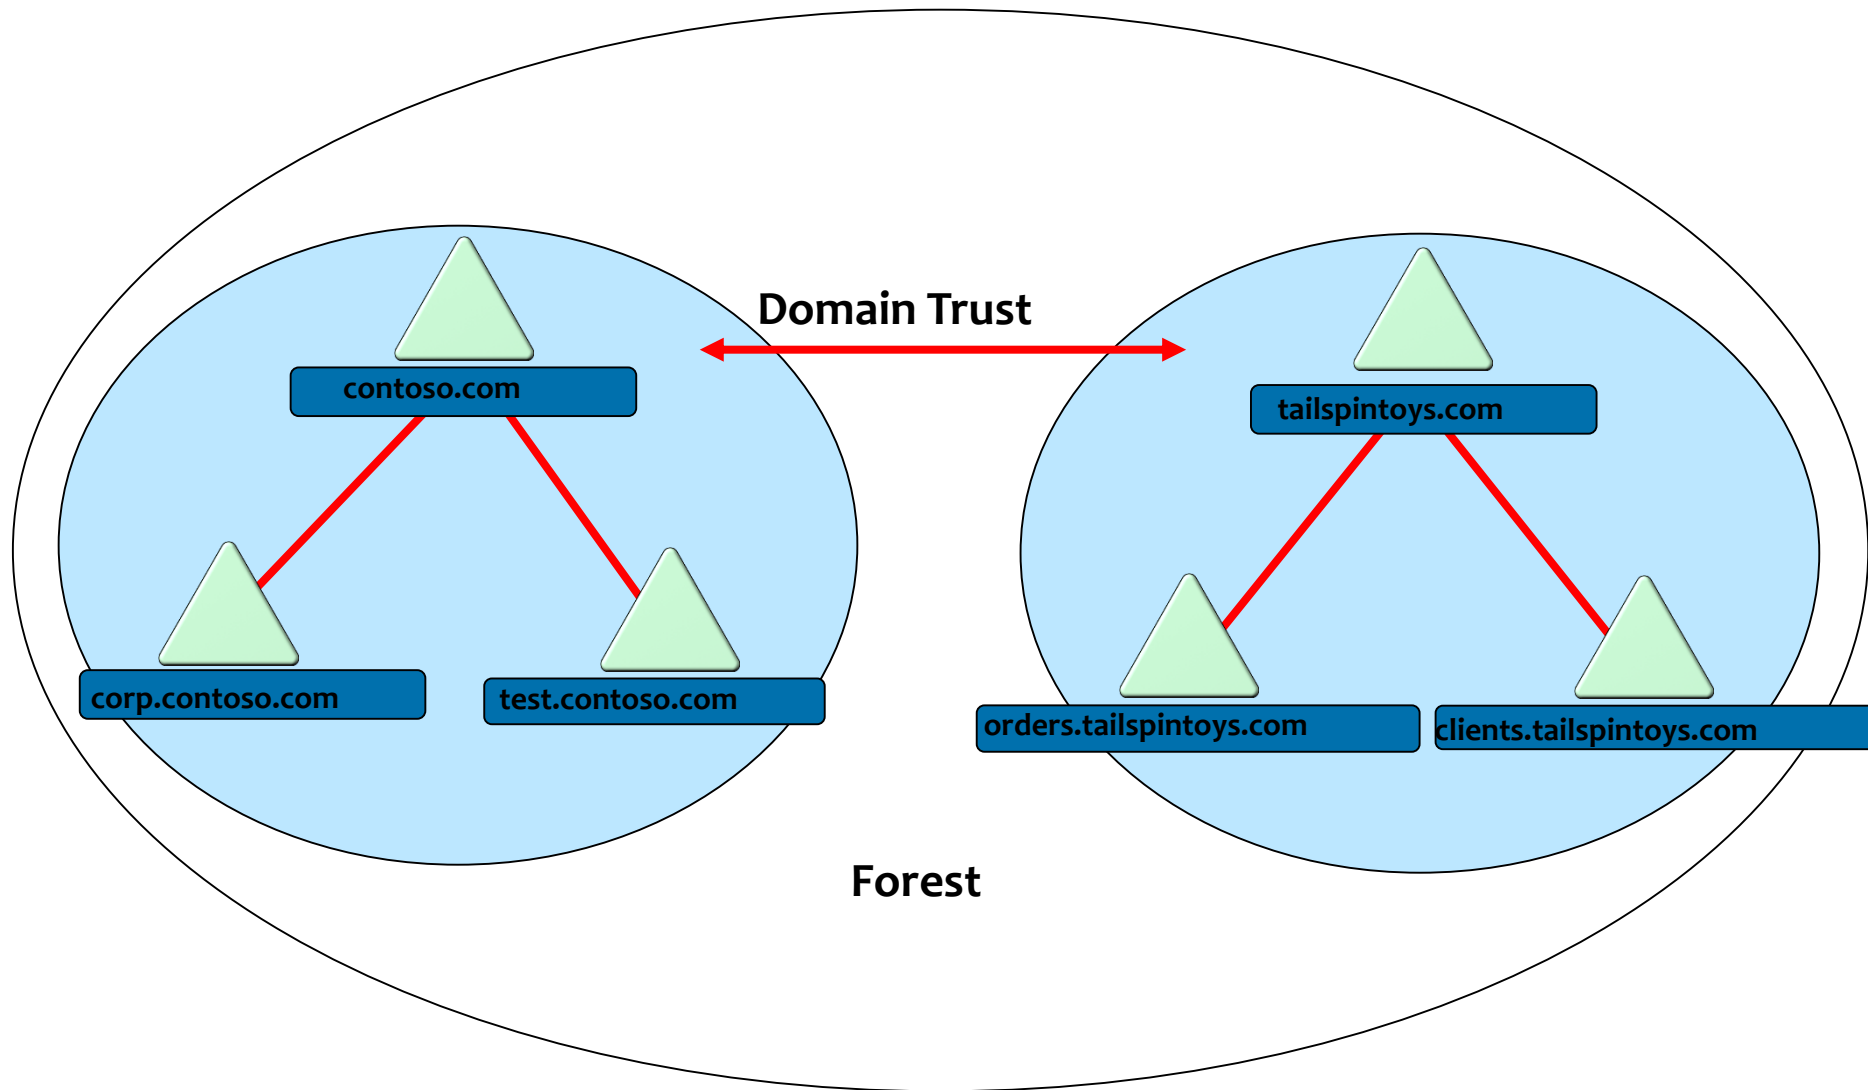 Domain Trust
contoso.com
tailspintoys.com
corp.contoso.com
test.contoso.com
orders.tailspintoys.com
clients.tailspintoys.com
Forest